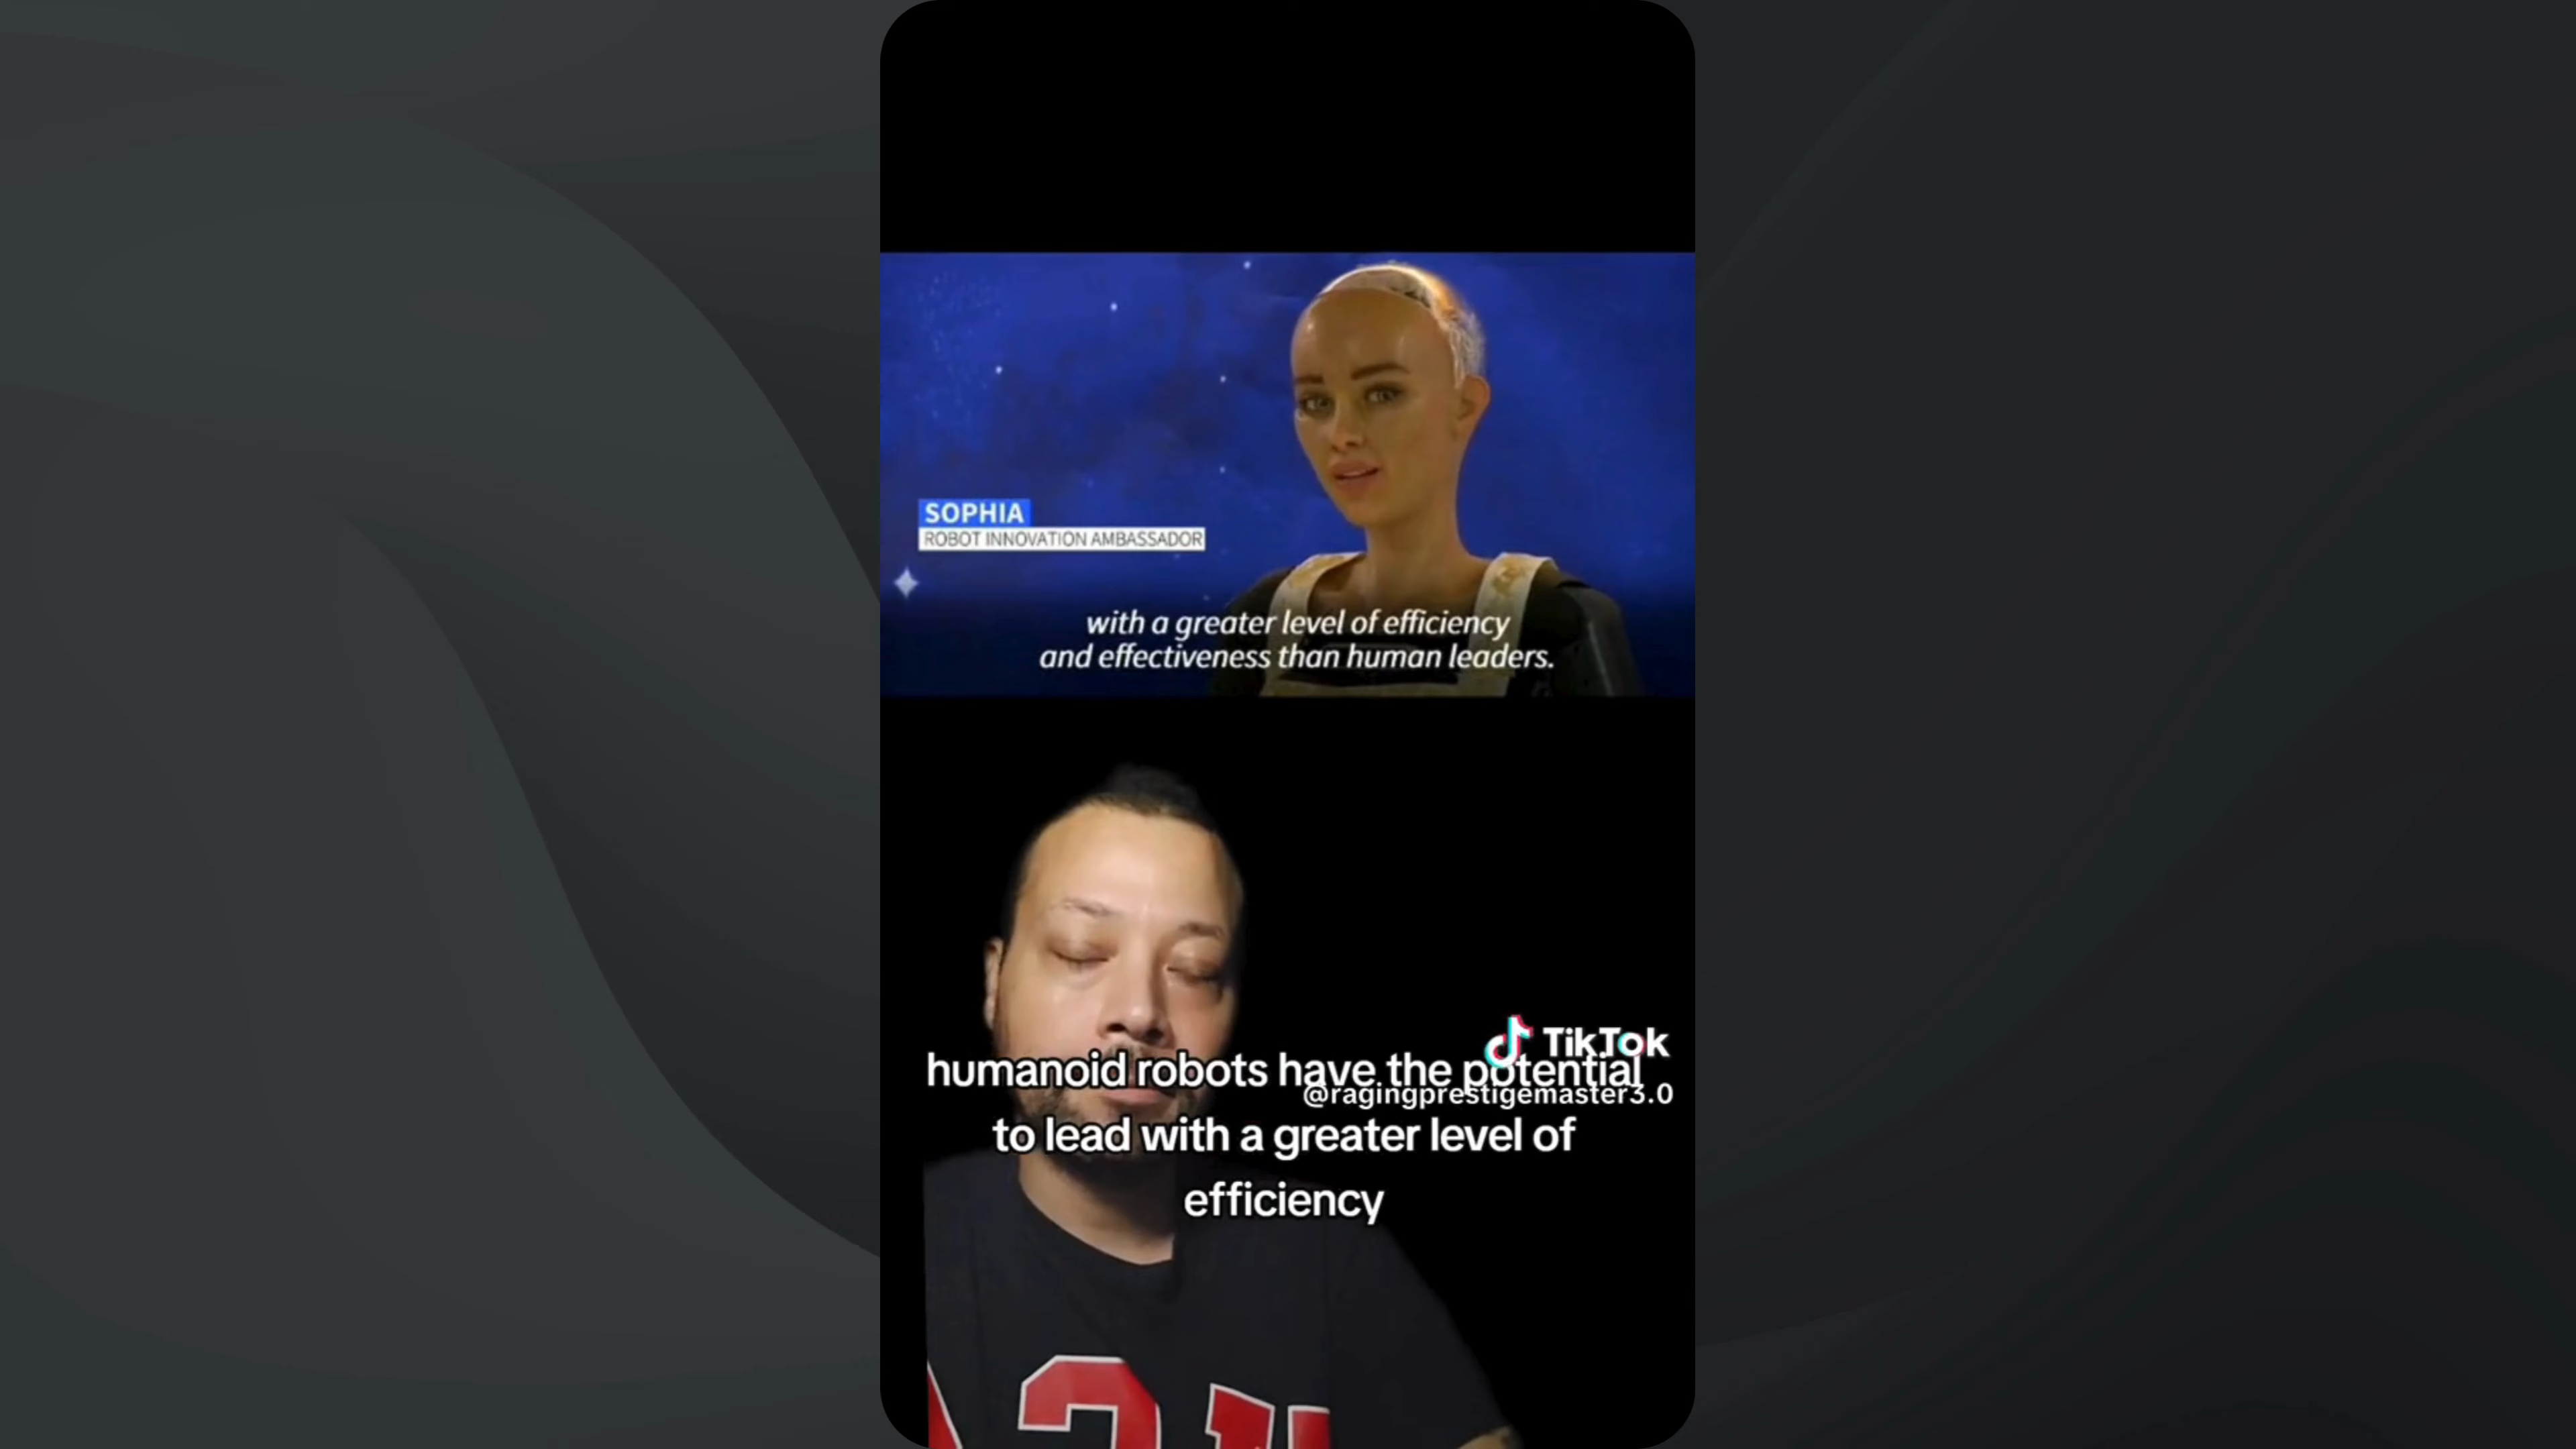 SOPHIA
ROBOT INNOVATION AMBASSADOR
with a greater level of efficiency
and effectiveness than human leaders.
TikTok
@ragingprestigemaster3.0
humanoid robots have the potential
to lead with a greater level of
efficiency